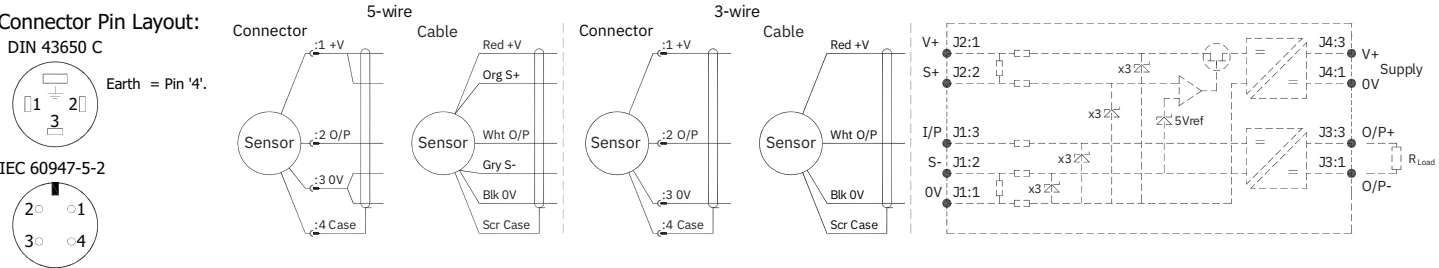 Connector Pin Layout:
DIN 43650 C
Earth = Pin '4'.
1
2
3
IEC 60947-5-2
2
1
3
4
5-wire
Connector
Sensor
:1 +V
:2 O/P
:3 0V
:4 Case
Cable
Sensor
Red +V
Org S+
Wht O/P
Gry S-
Blk 0V
Scr Case
3-wire
Connector
Sensor
:1 +V
:2 O/P
:3 0V
:4 Case
Cable
Sensor
Red +V
Wht O/P
Blk 0V
Scr Case
V+ J2:1
S+ J2:2
I/P J1:3
S- J1:2
0V J1:1
x3
x3
x3
x3
5Vref
=
=
=
=
J4:3 V+
Supply
J4:1 0V
J3:3 O/P+
RLoad
J3:1
O/P-